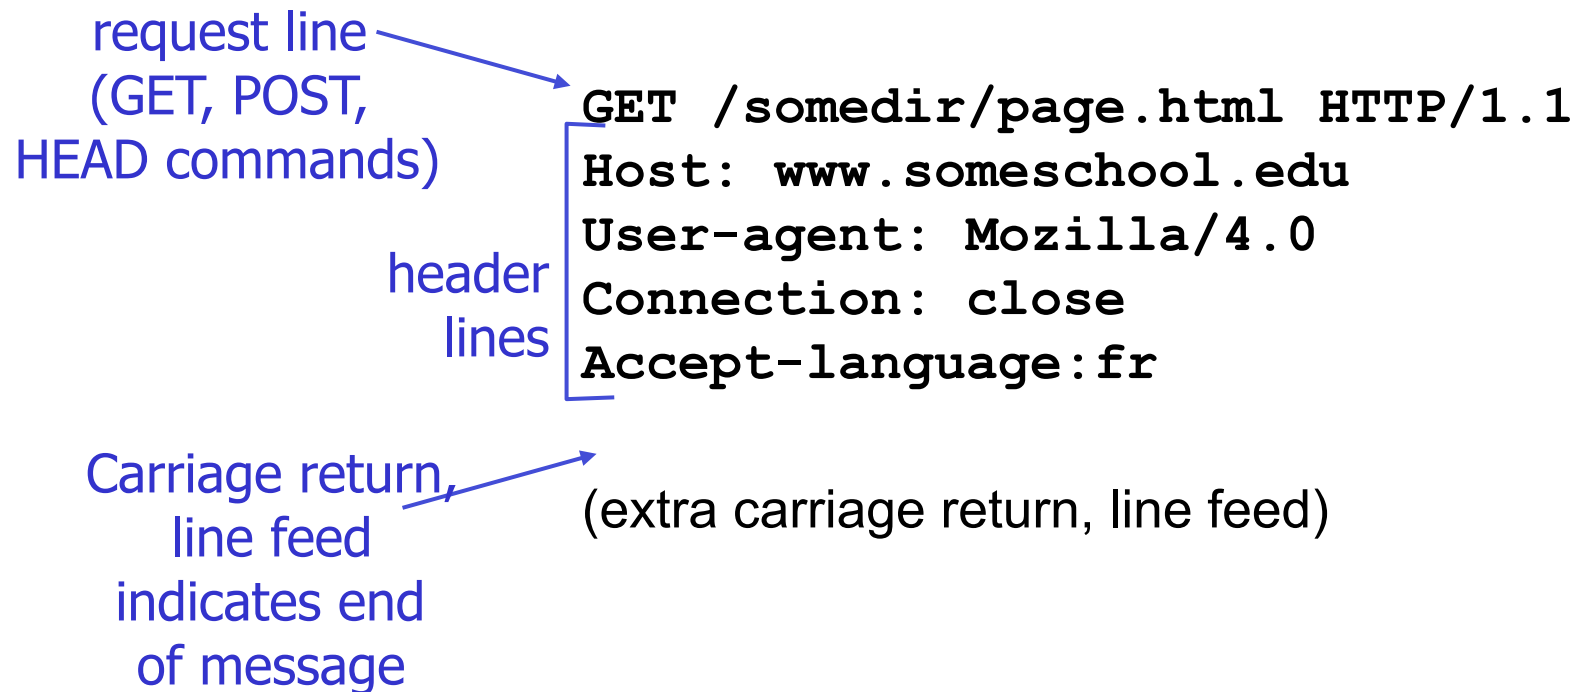 request line
(GET, POST,
HEAD commands)
GET /somedir/page.html HTTP/1.1
Host: www.someschool.edu
User-agent: Mozilla/4.0
Connection: close
Accept-language:fr
header
lines
Carriage return,
line feed
indicates end
of message
(extra carriage return, line feed)